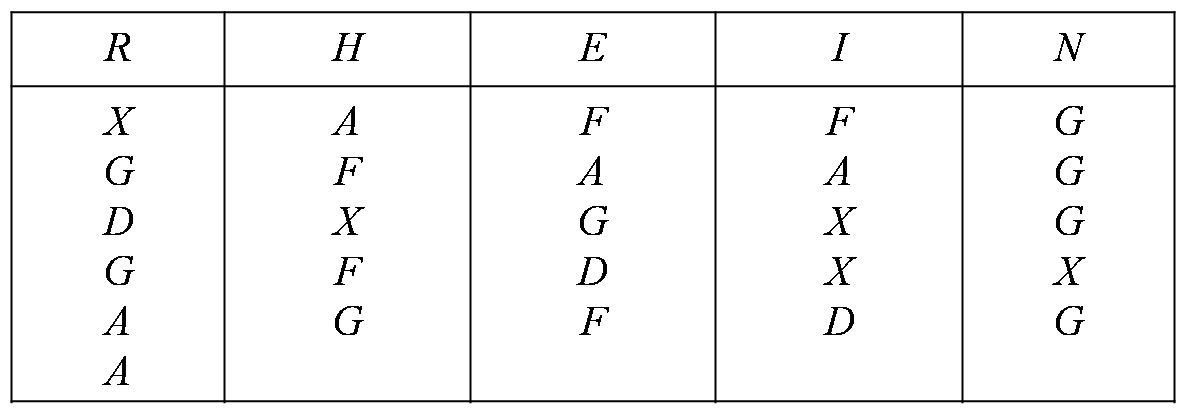 R H E I N
X A F F G
G F A A G
D X G X G
G F D X X
A G F D G
A